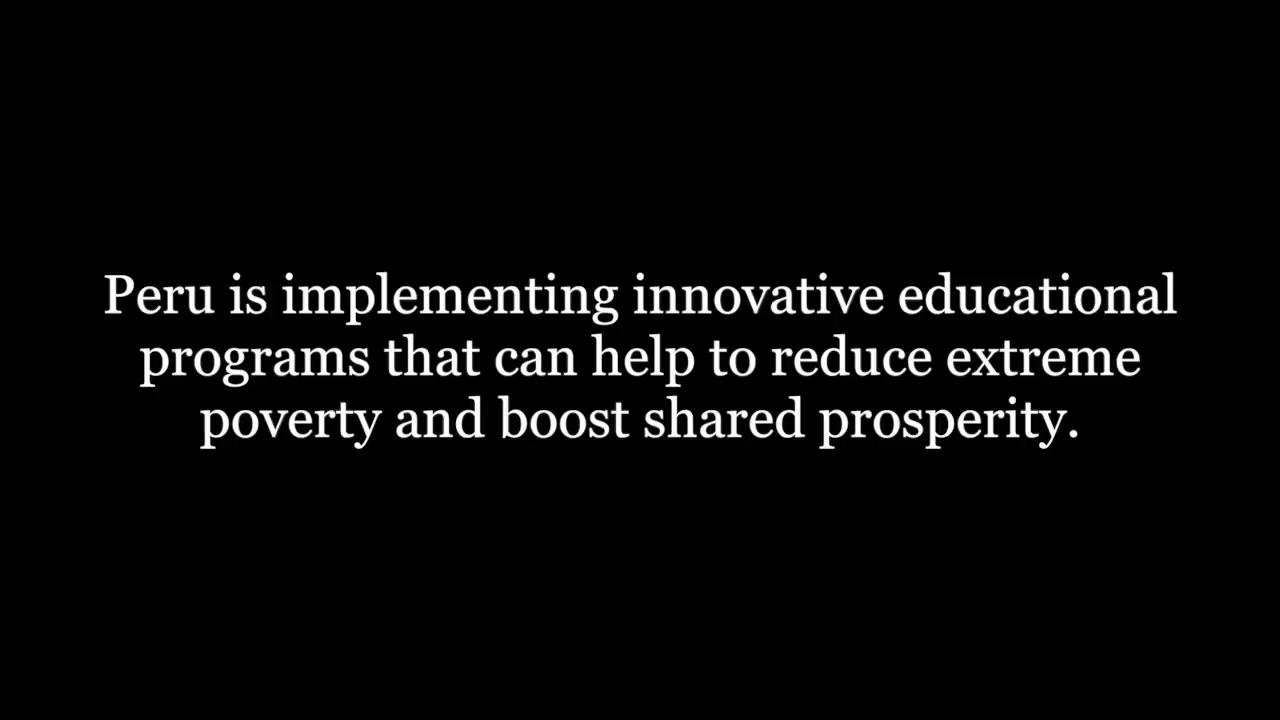 Peru is implementing innovative educational
programs that can help to reduce extreme
poverty and boost shared prosperity.